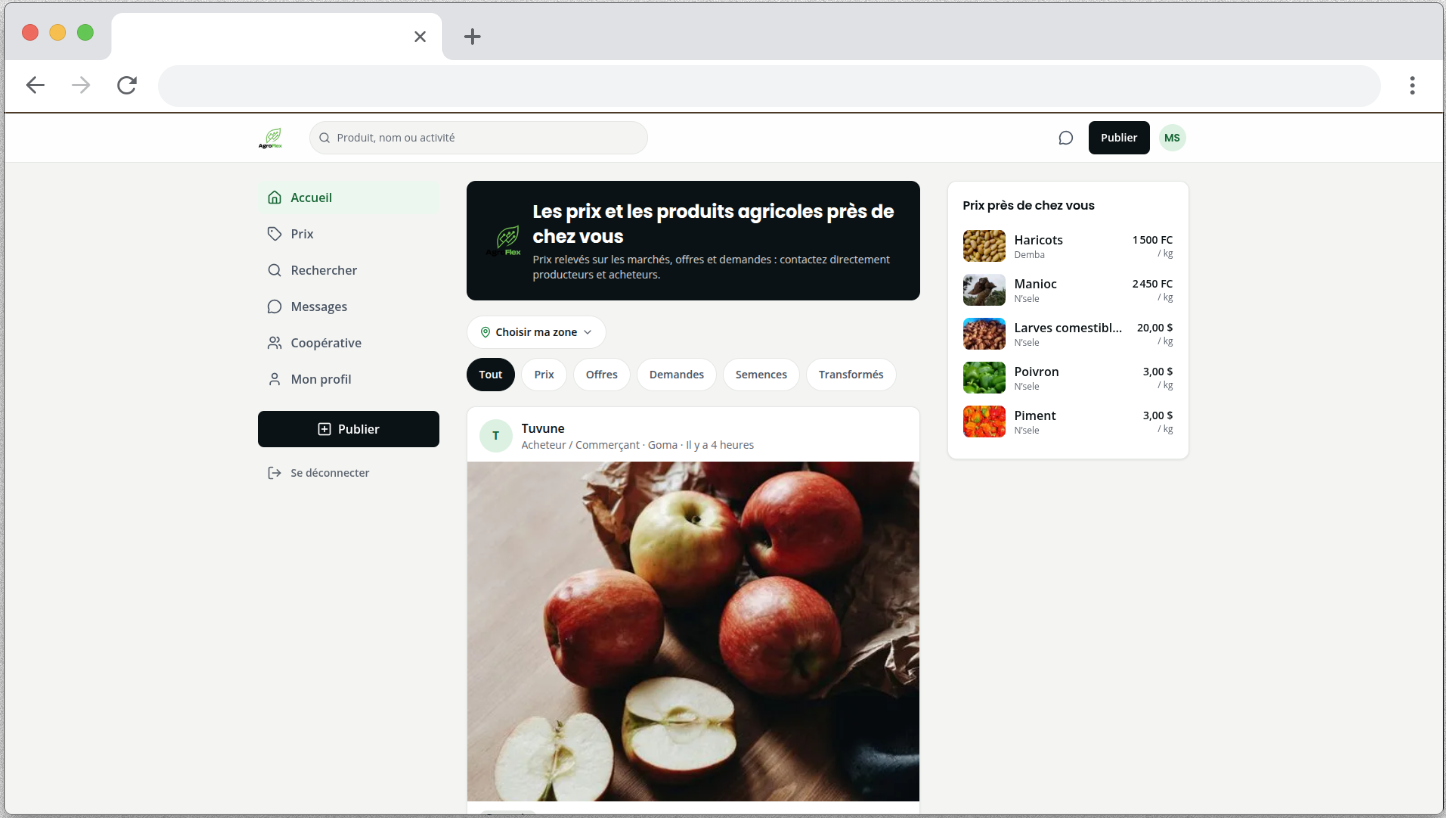 AgroFlex
Produit, nom ou activité
Publier
MS
Accueil
Prix
Rechercher
Messages
Coopérative
Mon profil
Publier
Se déconnecter
AgroFlex
Les prix et les produits agricoles près de
chez vous
Prix relevés sur les marchés, offres et demandes : contactez directement
producteurs et acheteurs.
Choisir ma zone
Tout
Prix
Offres
Demandes
Semences
Transformés
T
Tuvune
Acheteur / Commerçant · Goma · Il y a 4 heures
Prix près de chez vous
Haricots 1 500 FC
Demba / kg
Manioc 2 450 FC
N'sele / kg
Larves comestibl... 20,00 $
N'sele / kg
Poivron 3,00 $
N'sele / kg
Piment 3,00 $
N'sele / kg